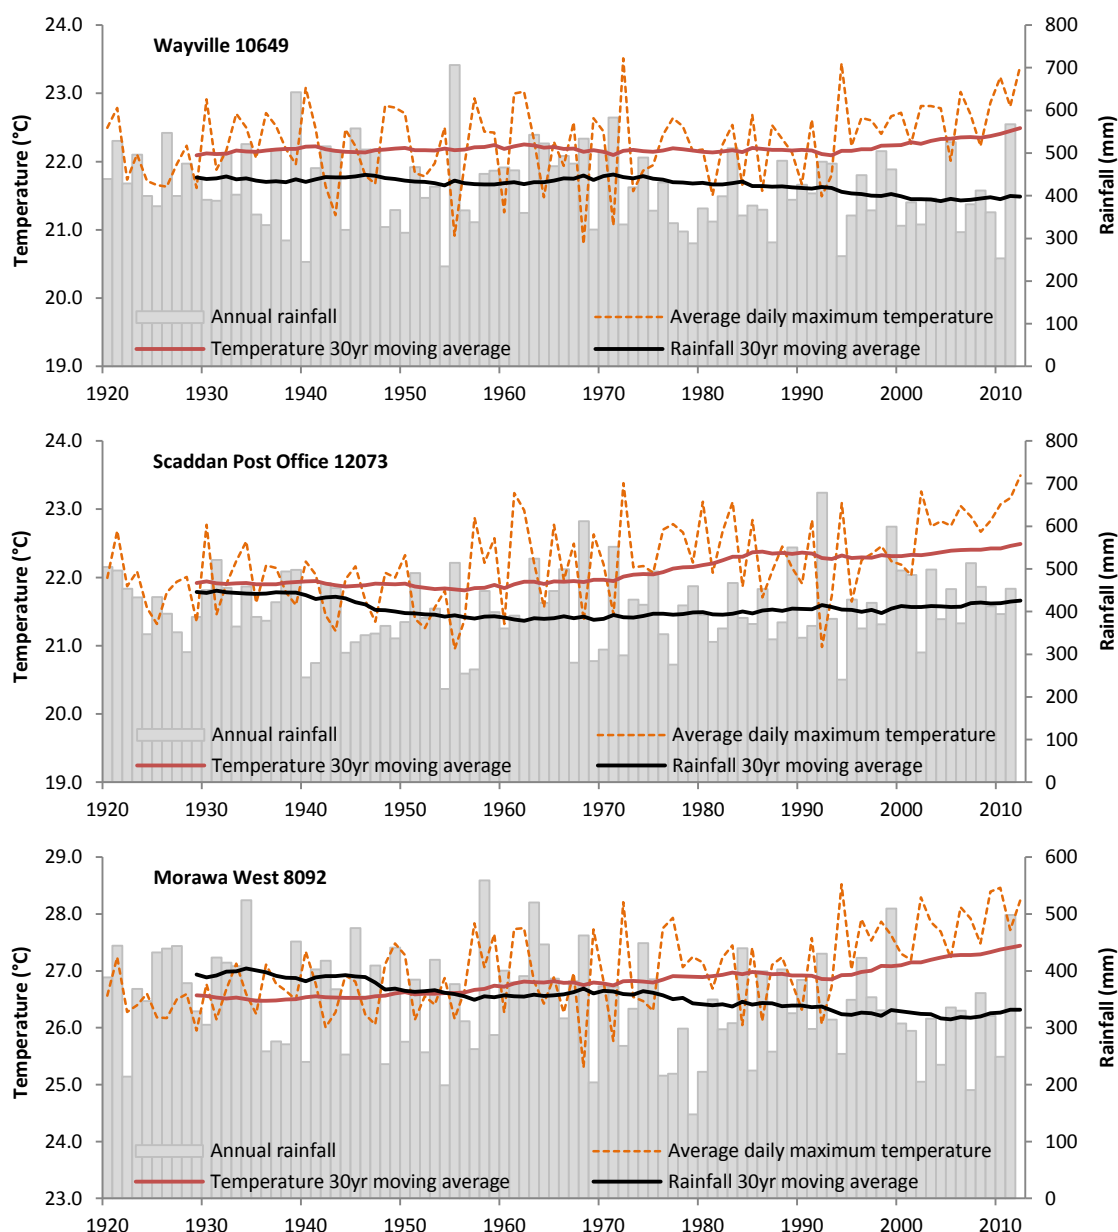 Wayville 10649
Temperature (°C)
Rainfall (mm)
24.0
23.0
22.0
21.0
20.0
19.0
800
700
600
500
400
300
200
100
0
Annual rainfall
Average daily maximum temperature
Temperature 30yr moving average
Rainfall 30yr moving average
1920 1930 1940 1950 1960 1970 1980 1990 2000 2010
Scaddan Post Office 12073
Temperature (°C)
Rainfall (mm)
24.0
23.0
22.0
21.0
20.0
19.0
800
700
600
500
400
300
200
100
0
Annual rainfall
Average daily maximum temperature
Temperature 30yr moving average
Rainfall 30yr moving average
1920 1930 1940 1950 1960 1970 1980 1990 2000 2010
Morawa West 8092
Temperature (°C)
Rainfall (mm)
29.0
28.0
27.0
26.0
25.0
24.0
23.0
600
500
400
300
200
100
0
Annual rainfall
Average daily maximum temperature
Temperature 30yr moving average
Rainfall 30yr moving average
1920 1930 1940 1950 1960 1970 1980 1990 2000 2010